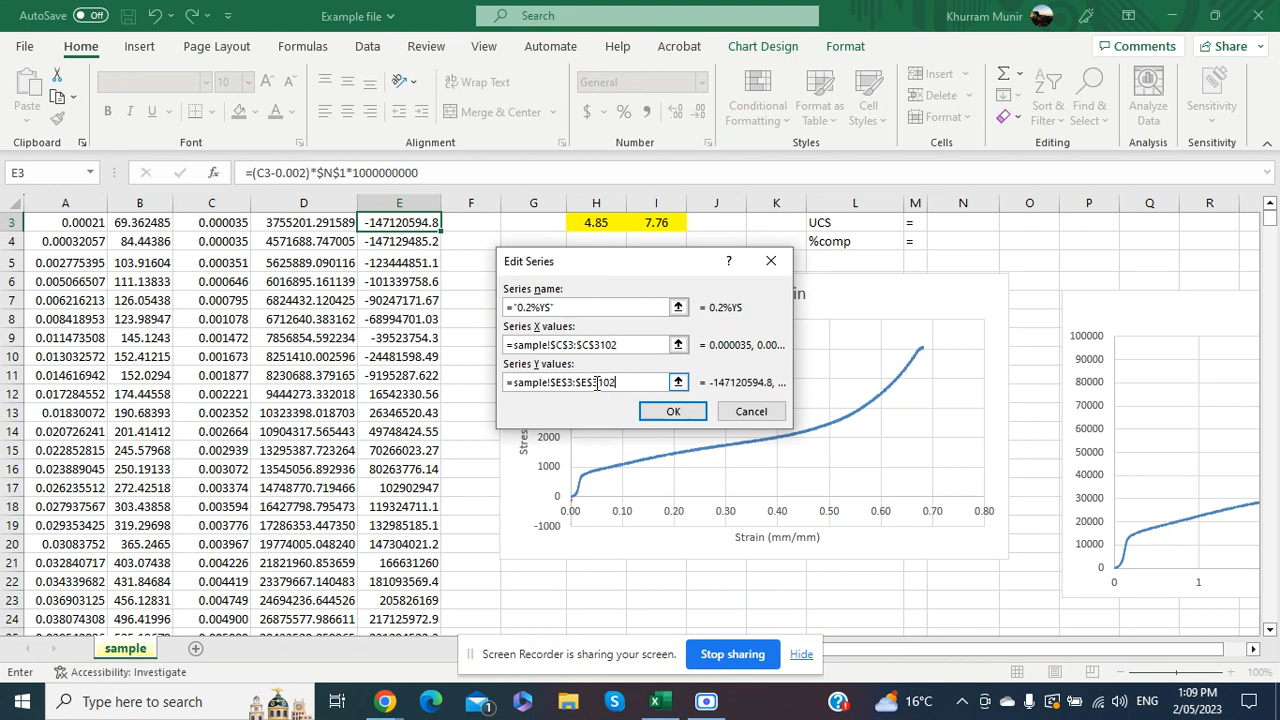 AutoSave Off Example file Search Khurram Munir
File Home Insert Page Layout Formulas Data Review View Automate Help Acrobat Chart Design Format Comments Share
Paste 10 B I U Wrap Text Merge & Center General $ % Conditional Formatting Format as Table Cell Styles Insert Delete Format Sort & Filter Find & Select Analyze Data Sensitivity
Clipboard Font Alignment Number Styles Cells Editing Analysis Sensitivity
E3 fx =(C3-0.002)*$N$1*1000000000
A B C D E F G H I J K L M N O P Q R
3 0.00021 69.362485 0.000035 3755201.291589 -147120594.8 4.85 7.76 UCS =
4 0.00032057 84.44386 0.000035 4571688.747005 -147129485.2 %comp =
5 0.002775395 103.91614 0.000351 5625889.090116 -123444851.1
6 0.005066507 111.13833 0.000646 6016895.161139 -101339758.6
7 0.006216213 126.05438 0.000795 6824432.120425 -90247171.67
8 0.008418953 123.98947 0.001076 6712640.383162 -68994701.03
9 0.011473508 145.1243 0.001467 7856854.592234 -39523754.3
10 0.013032572 152.41215 0.001673 8251410.002596 -24481598.49
11 0.014464162 152.0294 0.001857 8230688.379165 -9195287.622
12 0.017284552 174.44458 0.002210 9444273.332018 16542330.56
13 0.01830072 190.68393 0.002340 10323398.018703 26346520.43
14 0.020726241 201.41412 0.002664 10904317.565443 49748424.55
15 0.022852815 245.57968 0.002939 13295387.723264 70266023.27
16 0.023889045 250.19133 0.003072 13545056.892936 80263776.14
17 0.026235512 272.42518 0.003374 14748770.719466 102902947
18 0.027937567 303.43858 0.003594 16427798.795473 119324711.1
19 0.029353425 319.29698 0.003776 17286353.447350 132985185.1
20 0.03083752 365.2465 0.003967 19774005.048240 147304021.2
21 0.032840717 403.07438 0.004226 21821960.853659 166631260
22 0.034339682 431.84684 0.004419 23379667.140483 181093569.4
23 0.036903125 456.12831 0.004749 24694236.644526 205826169
24 0.038074308 496.41996 0.004900 26875577.986611 217125972.9
Edit Series ?
Series name:
="0.2%YS" = 0.2%YS
Series X values:
=sample!$C$3:$C$3102 = 0.000035, 0.00...
Series Y values:
=sample!$E$3:$E$3102 = -147120594.8, ...
OK Cancel
2000
1000
0
-1000
0.00 0.10 0.20 0.30 0.40 0.50 0.60 0.70 0.80
Strain (mm/mm)
100000
90000
80000
70000
60000
50000
40000
30000
20000
10000
0
0 1
sample
Screen Recorder is sharing your screen. Stop sharing Hide
Enter Accessibility: Investigate 100%
Type here to search 1 16°C ENG 1:09 PM
2/05/2023